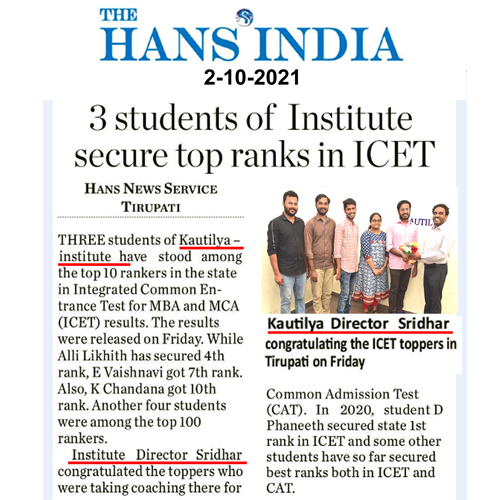 THE
HANS INDIA
2-10-2021
3 students of Institute
secure top ranks in ICET
HANS NEWS SERVICE
TIRUPATI
THREE students of Kautilya –
institute have stood among
the top 10 rankers in the state
in Integrated Common En-
trance Test for MBA and MCA
(ICET) results. The results
were released on Friday. While
Alli Likhith has secured 4th
rank, E Vaishnavi got 7th rank.
Also, K Chandana got 10th
rank. Another four students
were among the top 100
rankers.
Institute Director Sridhar
congratulated the toppers who
were taking coaching there for
AUTIL
Kautilya Director Sridhar
congratulating the ICET toppers in
Tirupati on Friday
Common Admission Test
(CAT). In 2020, student D
Phaneeth secured state 1st
rank in ICET and some other
students have so far secured
best ranks both in ICET and
CAT.